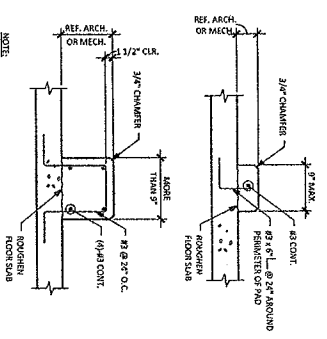 REF. ARCH.
OR MECH.
3/4" CHAMFER
9" MAX.
#3 CONT.
#3 x 6" @ 24" AROUND
PERIMETER OF PAD
ROUGHEN
FLOOR SLAB
REF. ARCH.
OR MECH.
1 1/2" CLR.
3/4" CHAMFER
MORE
THAN 9"
#3 @ 24" O.C.
(4)-#3 CONT.
ROUGHEN
FLOOR SLAB
NOTE: